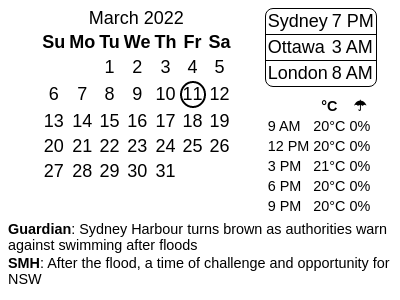 March 2022
Su Mo Tu We Th Fr Sa
1 2 3 4 5
6 7 8 9 10 11 12
13 14 15 16 17 18 19
20 21 22 23 24 25 26
27 28 29 30 31
Sydney 7 PM
Ottawa 3 AM
London 8 AM
°C ☂
9 AM 20°C 0%
12 PM 20°C 0%
3 PM 21°C 0%
6 PM 20°C 0%
9 PM 20°C 0%
Guardian: Sydney Harbour turns brown as authorities warn
against swimming after floods
SMH: After the flood, a time of challenge and opportunity for
NSW